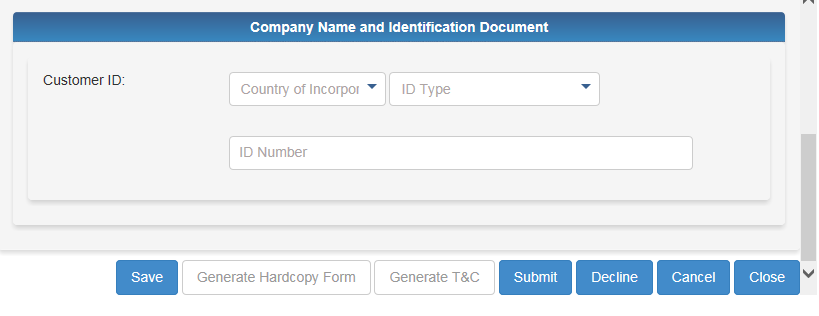 Company Name and Identification Document
Customer ID:
Country of Incorpor
ID Type
ID Number
Save
Generate Hardcopy Form
Generate T&C
Submit
Decline
Cancel
Close